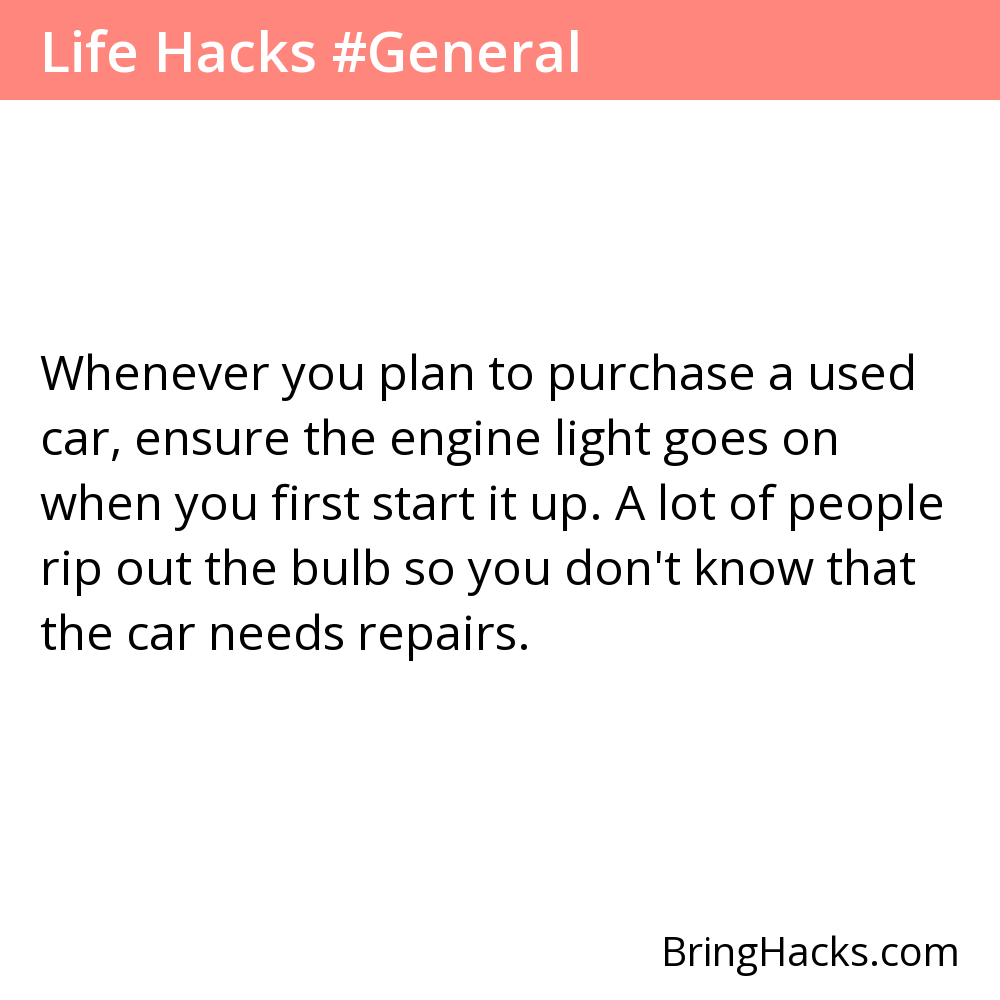 Life Hacks #General
Whenever you plan to purchase a used
car, ensure the engine light goes on
when you first start it up. A lot of people
rip out the bulb so you don't know that
the car needs repairs.
BringHacks.com